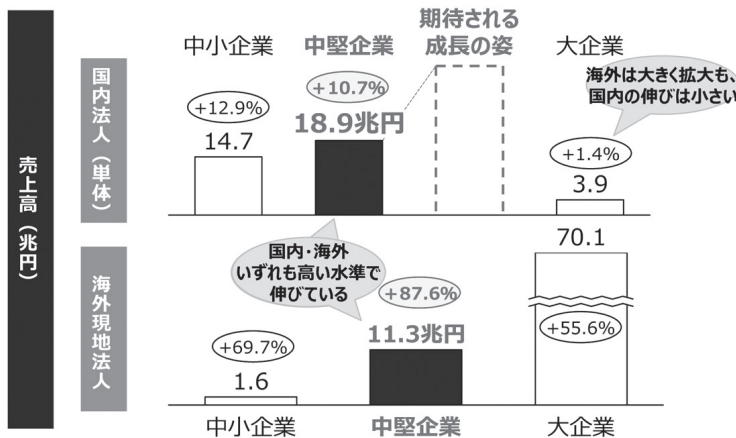 売上高（兆円）
国内法人（単体）
中小企業
中堅企業
期待される
成長の姿
大企業
+12.9%
14.7
+10.7%
18.9兆円
海外は大きく拡大も、
国内の伸びは小さい
+1.4%
3.9
国内・海外
いずれも高い水準で
伸びている
海外現地法人
+69.7%
1.6
+87.6%
11.3兆円
70.1
+55.6%
中小企業
中堅企業
大企業